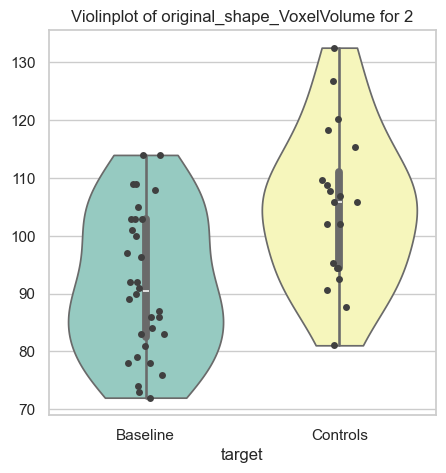 Violinplot of original_shape_VoxelVolume for 2
130
120
110
100
90
80
70
Baseline
Controls
target